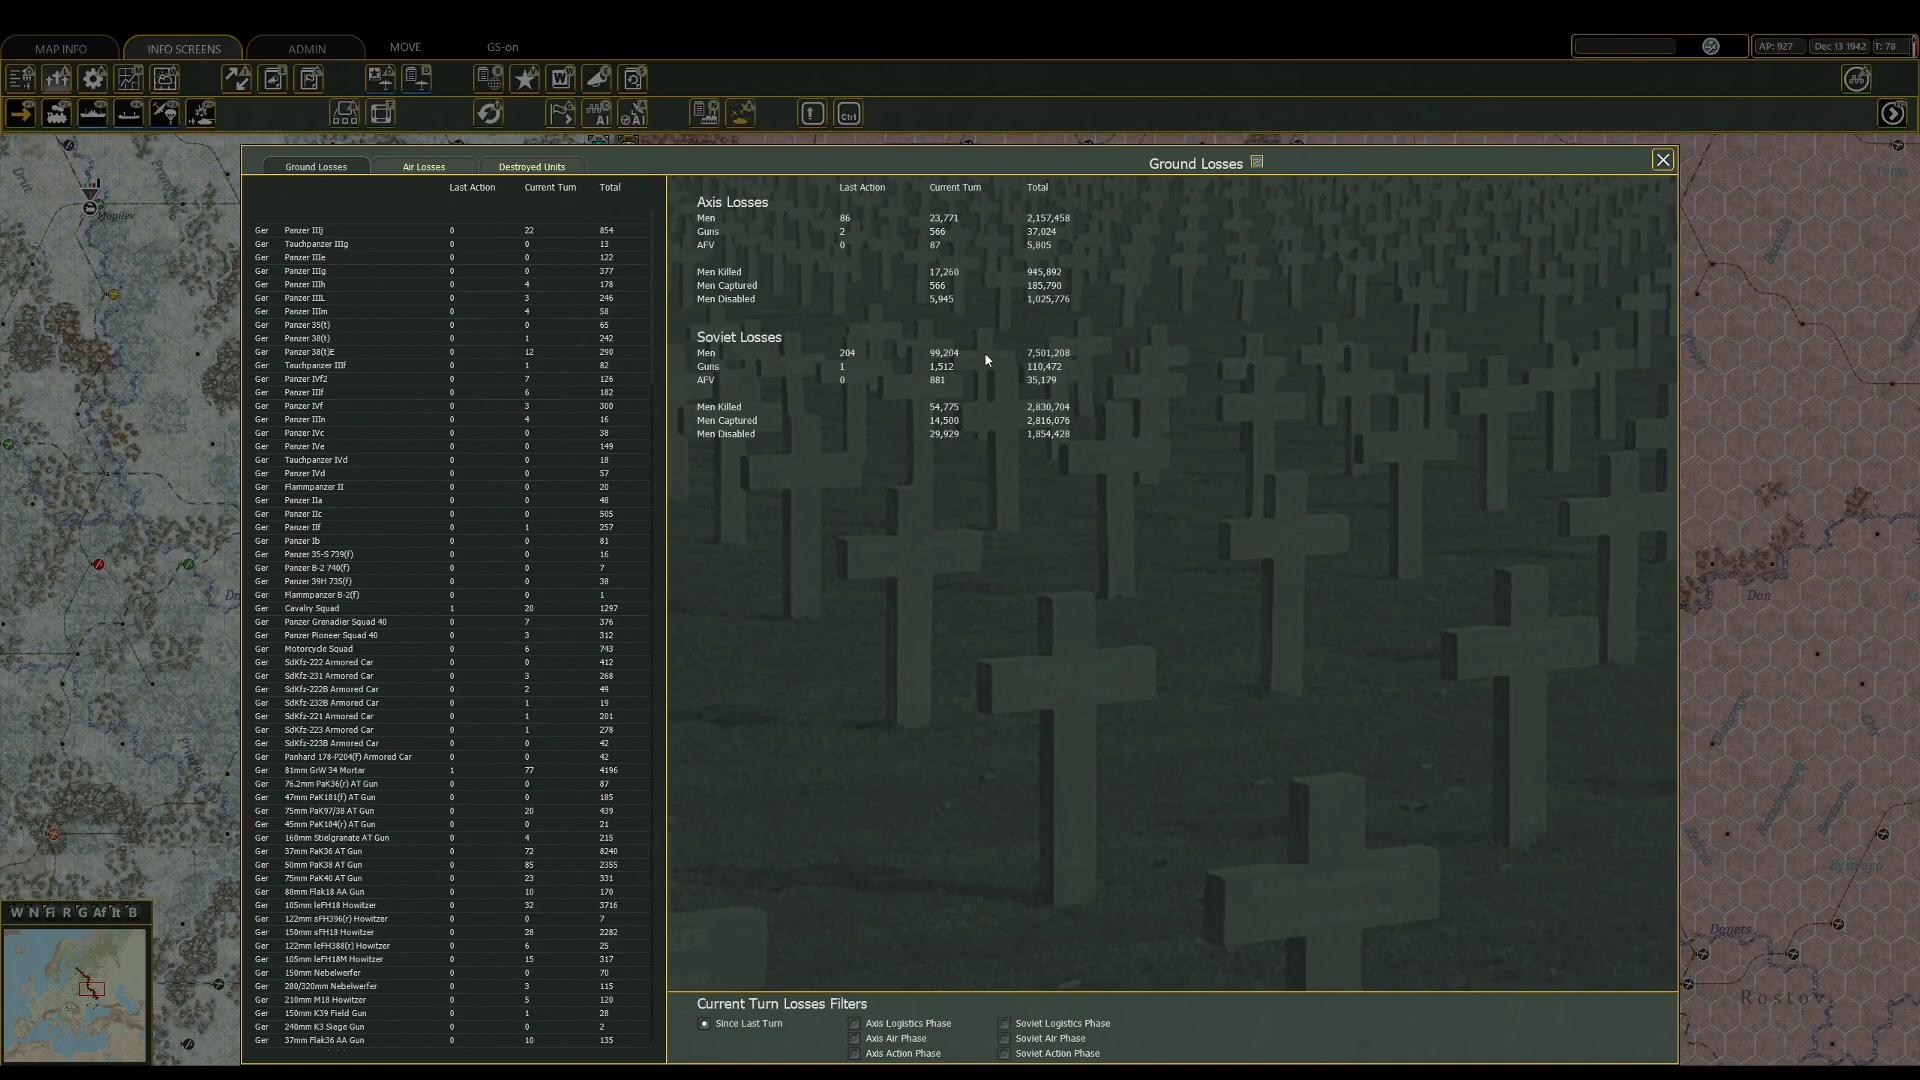 MAP INFO INFO SCREENS ADMIN MOVE GS-on AP: 927 Dec 13 1942 T: 78
Ctrl
Ground Losses Air Losses Destroyed Units Ground Losses
Last Action Current Turn Total
Ger Panzer IIIj 0 22 854
Ger Tauchpanzer IIIg 0 0 13
Ger Panzer IIIe 0 0 122
Ger Panzer IIIg 0 0 377
Ger Panzer IIIh 0 4 178
Ger Panzer IIIL 0 3 246
Ger Panzer IIIm 0 4 58
Ger Panzer 35(t) 0 0 65
Ger Panzer 38(t) 0 1 242
Ger Panzer 38(t)E 0 12 290
Ger Tauchpanzer IIIf 0 1 82
Ger Panzer IVf2 0 7 126
Ger Panzer IIIf 0 6 182
Ger Panzer IVf 0 3 300
Ger Panzer IIIn 0 4 16
Ger Panzer IVc 0 0 38
Ger Panzer IVe 0 0 149
Ger Tauchpanzer IVd 0 0 18
Ger Panzer IVd 0 0 57
Ger Flammpanzer II 0 0 20
Ger Panzer IIa 0 0 48
Ger Panzer IIc 0 0 505
Ger Panzer IIf 0 1 257
Ger Panzer Ib 0 0 81
Ger Panzer 35-S 739(f) 0 0 16
Ger Panzer B-2 740(f) 0 0 7
Ger Panzer 39H 735(f) 0 0 38
Ger Flammpanzer B-2(f) 0 0 1
Ger Cavalry Squad 1 20 1297
Ger Panzer Grenadier Squad 40 0 7 376
Ger Panzer Pioneer Squad 40 0 3 312
Ger Motorcycle Squad 0 6 743
Ger SdKfz-222 Armored Car 0 0 412
Ger SdKfz-231 Armored Car 0 3 268
Ger SdKfz-222B Armored Car 0 2 49
Ger SdKfz-232B Armored Car 0 1 19
Ger SdKfz-221 Armored Car 0 1 201
Ger SdKfz-223 Armored Car 0 1 278
Ger SdKfz-223B Armored Car 0 0 42
Ger Panhard 178-P204(f) Armored Car 0 0 42
Ger 81mm GrW 34 Mortar 1 77 4196
Ger 76.2mm PaK36(r) AT Gun 0 0 87
Ger 47mm PaK181(f) AT Gun 0 0 185
Ger 75mm PaK97/38 AT Gun 0 20 439
Ger 45mm PaK184(r) AT Gun 0 0 21
Ger 160mm Stielgranate AT Gun 0 4 215
Ger 37mm PaK36 AT Gun 0 72 8240
Ger 50mm PaK38 AT Gun 0 85 2355
Ger 75mm PaK40 AT Gun 0 23 331
Ger 88mm Flak18 AA Gun 0 10 170
Ger 105mm leFH18 Howitzer 0 32 3716
Ger 122mm sFH396(r) Howitzer 0 0 7
Ger 150mm sFH18 Howitzer 0 28 2282
Ger 122mm leFH388(r) Howitzer 0 6 25
Ger 105mm leFH18M Howitzer 0 15 317
Ger 150mm Nebelwerfer 0 0 70
Ger 280/320mm Nebelwerfer 0 3 115
Ger 210mm M18 Howitzer 0 5 120
Ger 150mm K39 Field Gun 0 1 28
Ger 240mm K3 Siege Gun 0 0 2
Ger 37mm Flak36 AA Gun 0 10 135
Last Action Current Turn Total
Axis Losses
Men 86 23,771 2,157,458
Guns 2 566 37,024
AFV 0 87 5,805
Men Killed 17,260 945,892
Men Captured 566 185,790
Men Disabled 5,945 1,025,776
Soviet Losses
Men 204 99,204 7,501,208
Guns 1 1,512 110,472
AFV 0 881 35,179
Men Killed 54,775 2,830,704
Men Captured 14,500 2,816,076
Men Disabled 29,929 1,854,428
Current Turn Losses Filters
Since Last Turn Axis Logistics Phase Soviet Logistics Phase
Axis Air Phase Soviet Air Phase
Axis Action Phase Soviet Action Phase
Mogilev
Don
Donets
Rostov
W N Fi R G Af It B